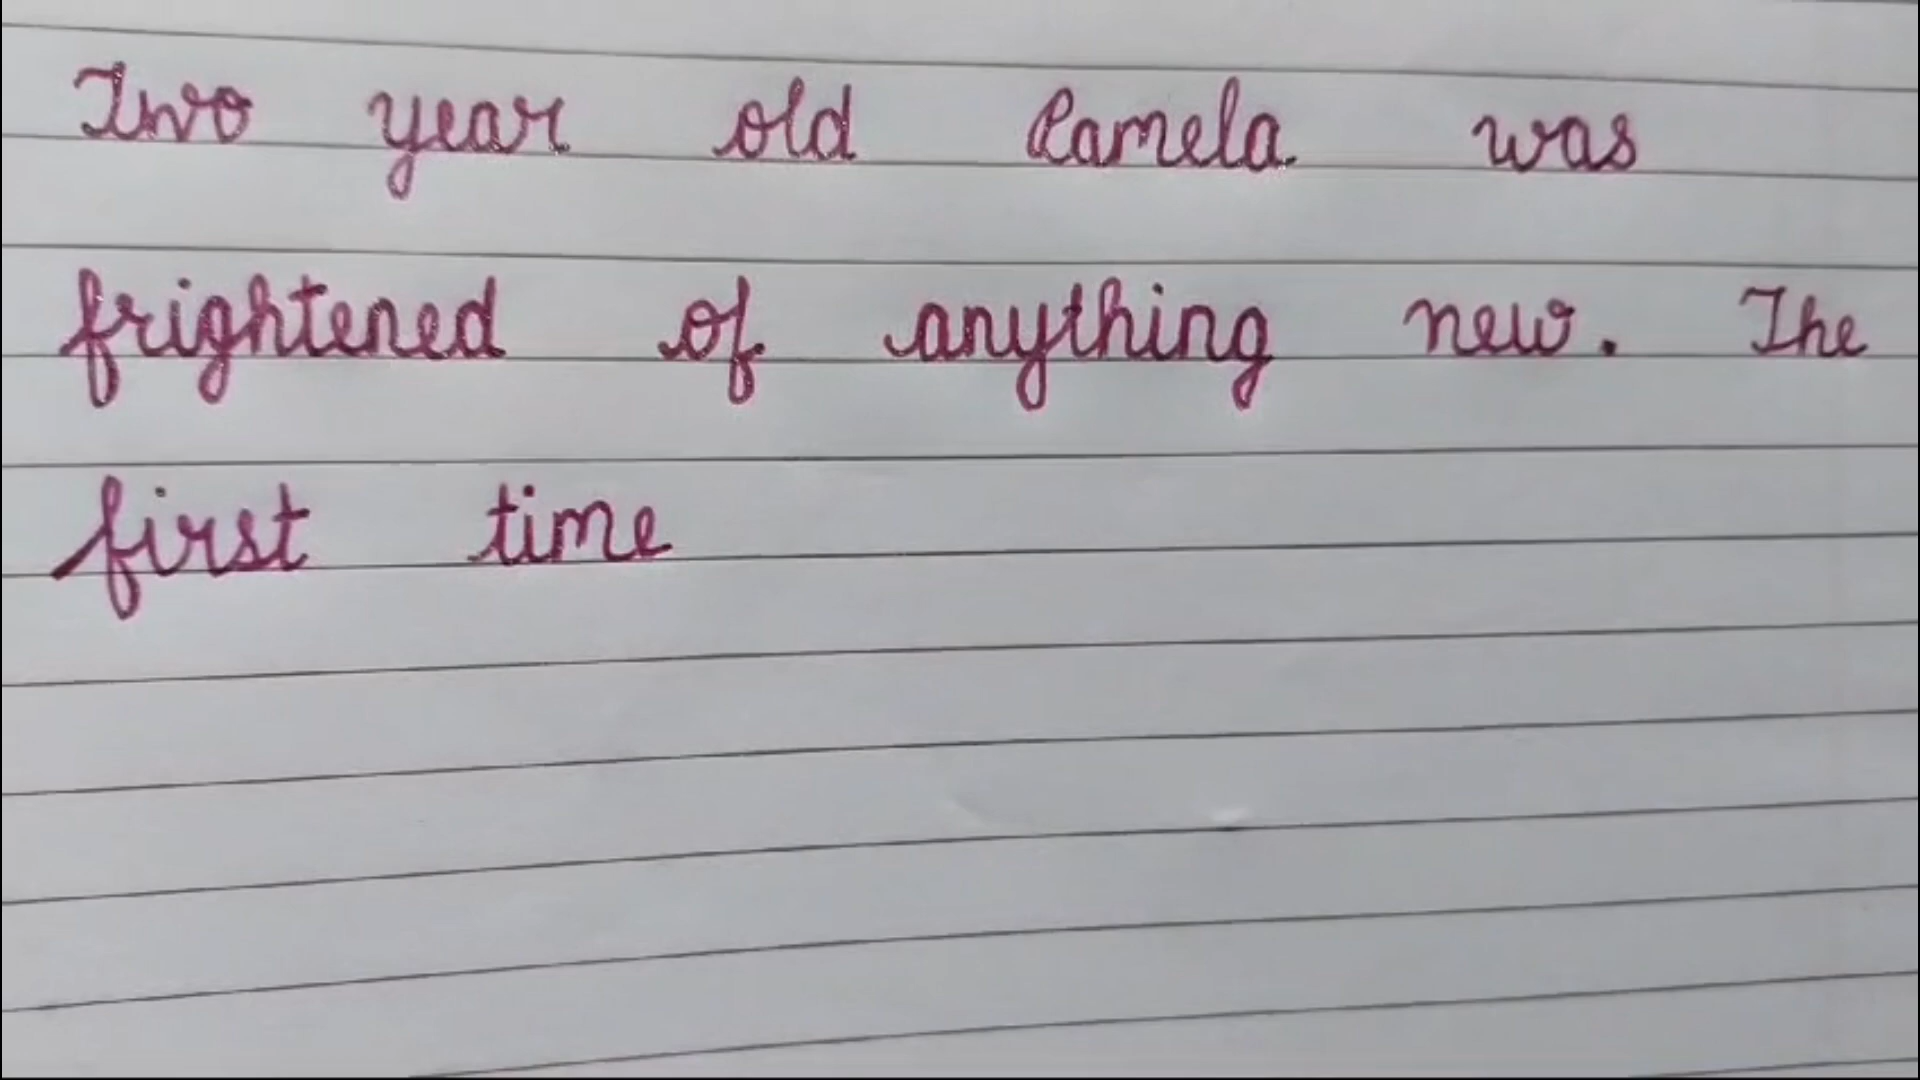 Two year old Pamela was
frightened of anything new. The
first time